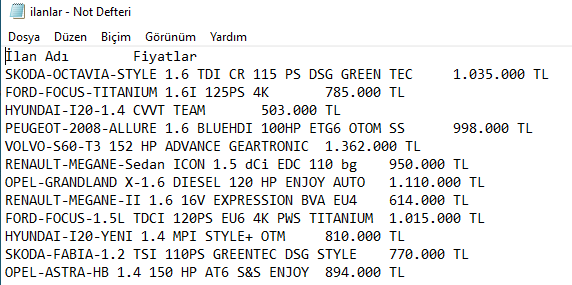 ilanlar - Not Defteri
Dosya Düzen Biçim Görünüm Yardım
İlan Adı Fiyatlar
SKODA-OCTAVIA-STYLE 1.6 TDI CR 115 PS DSG GREEN TEC 1.035.000 TL
FORD-FOCUS-TITANIUM 1.6I 125PS 4K 785.000 TL
HYUNDAI-I20-1.4 CVVT TEAM 503.000 TL
PEUGEOT-2008-ALLURE 1.6 BLUEHDI 100HP ETG6 OTOM SS 998.000 TL
VOLVO-S60-T3 152 HP ADVANCE GEARTRONIC 1.362.000 TL
RENAULT-MEGANE-Sedan ICON 1.5 dCi EDC 110 bg 950.000 TL
OPEL-GRANDLAND X-1.6 DIESEL 120 HP ENJOY AUTO 1.110.000 TL
RENAULT-MEGANE-II 1.6 16V EXPRESSION BVA EU4 614.000 TL
FORD-FOCUS-1.5L TDCI 120PS EU6 4K PWS TITANIUM 1.015.000 TL
HYUNDAI-I20-YENI 1.4 MPI STYLE+ OTM 810.000 TL
SKODA-FABIA-1.2 TSI 110PS GREENTEC DSG STYLE 770.000 TL
OPEL-ASTRA-HB 1.4 150 HP AT6 S&S ENJOY 894.000 TL